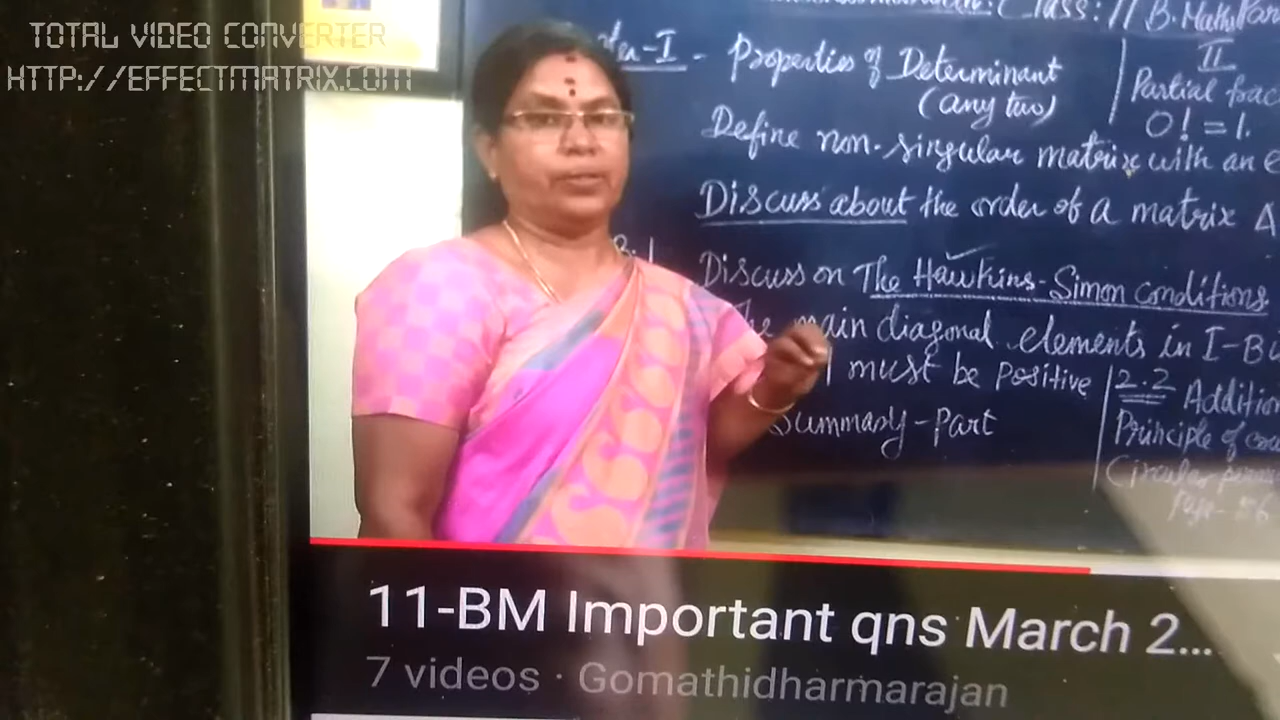 TOTAL VIDEO CONVERTER
HTTP://EFFECTMATRIX.COM
Class: 11 B. Maths
Properties of Determinant
(any two)
Define non-singular matrix with an
Discuss about the order of a matrix
Discuss on The Hawkins-Simon conditions.
main diagonal elements in I-B
must be positive
Summary-Part
II
Partial frac
0! = 1.
2.2 Addition
Principle of
Circular
11-BM Important qns March 2...
7 videos · Gomathidharmarajan